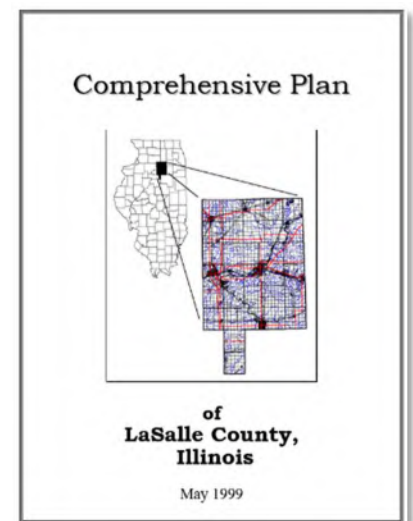 Comprehensive Plan
of
LaSalle County,
Illinois
May 1999